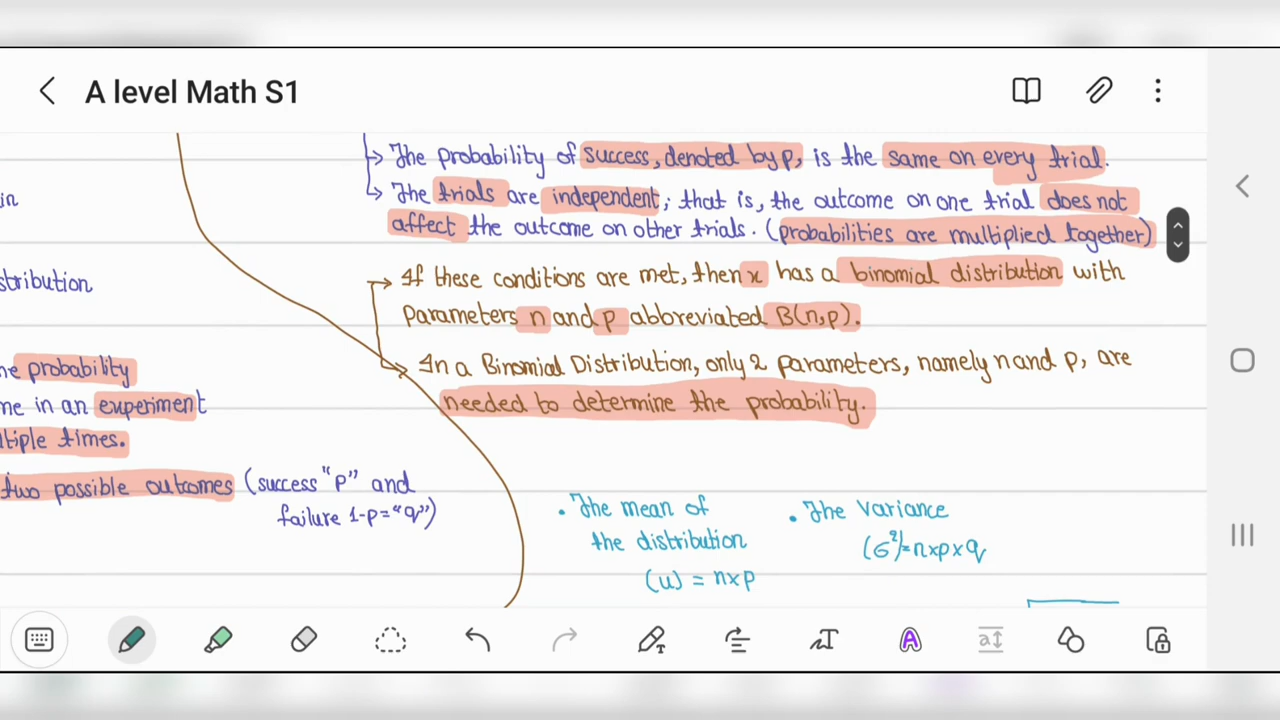 A level Math S1
The probability of success, denoted by p, is the same on every trial.
The trials are independent; that is, the outcome on one trial does not
affect the outcome on other trials. (probabilities are multiplied together)
If these conditions are met, then x has a binomial distribution with
Parameters n and p abbreviated B(n,p).
In a Binomial Distribution, only 2 parameters, namely n and p, are
needed to determine the probability.
in
stribution
ne probability
me in an experiment
ltiple times.
two possible outcomes (success "p" and
failure 1-p="q")
• The mean of
the distribution
(u) = n×p
• The Variance
(σ²)=n×p×q